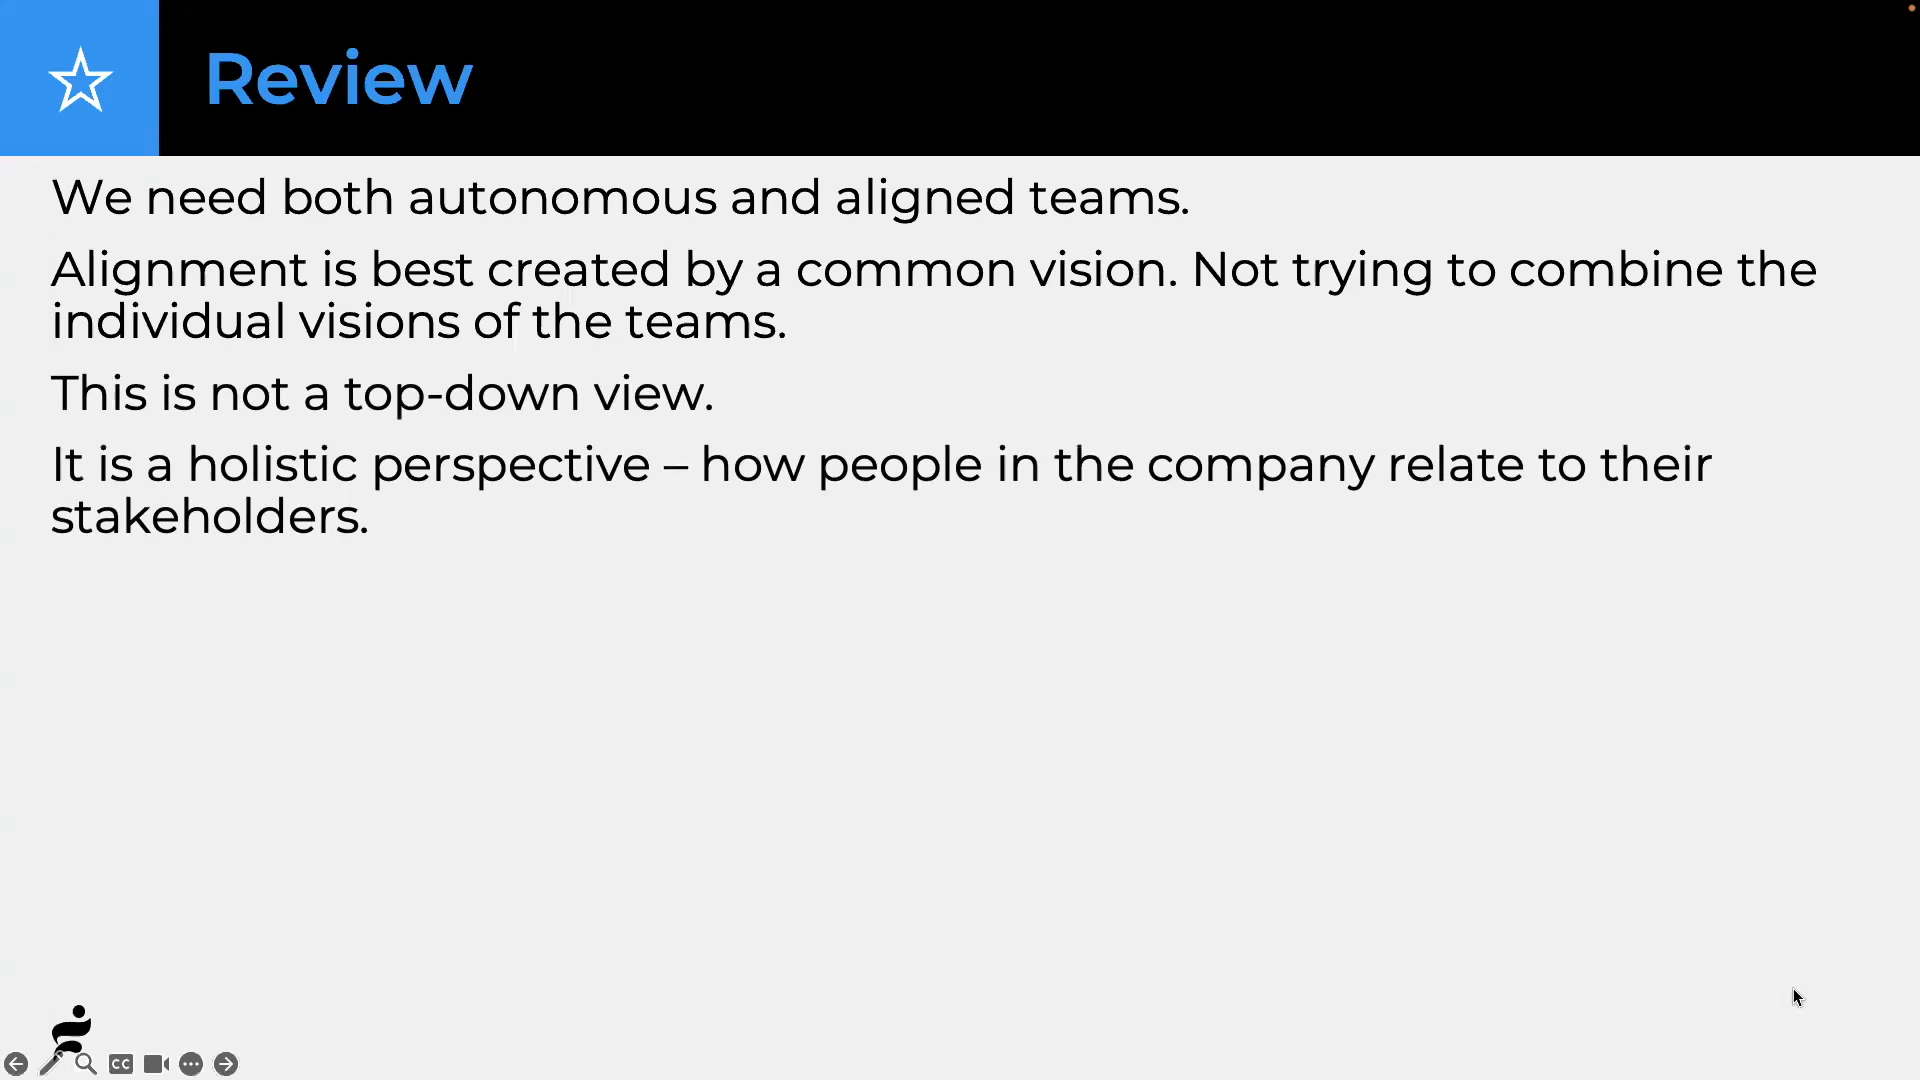 Review
We need both autonomous and aligned teams.
Alignment is best created by a common vision. Not trying to combine the
individual visions of the teams.
This is not a top-down view.
It is a holistic perspective – how people in the company relate to their
stakeholders.
CC